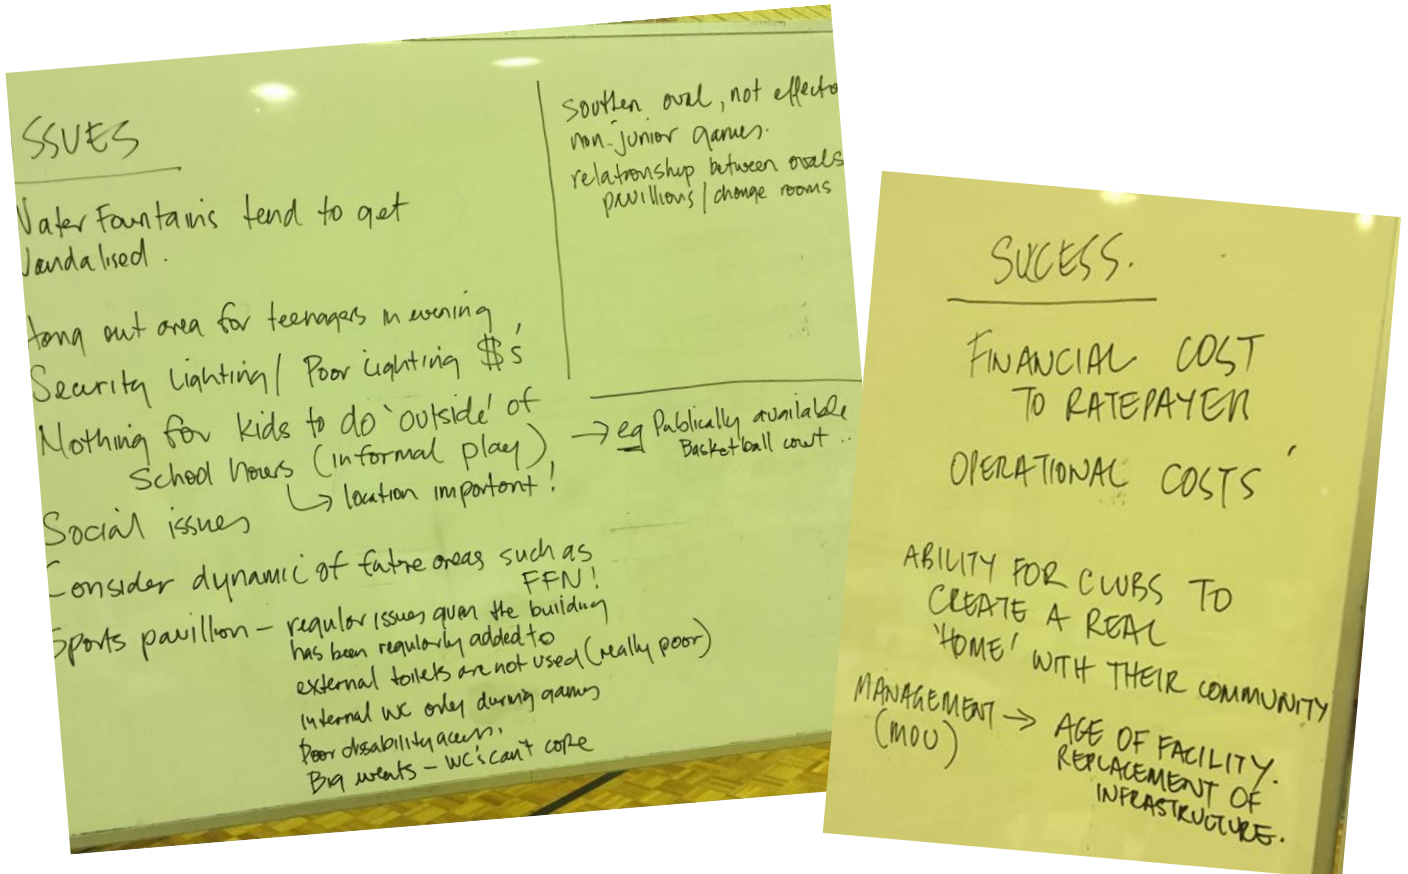 SSUES
Water Fountains tend to get
Vandalised.
Hang out area for teenagers in evening
Security Lighting / Poor Lighting $$'s
Nothing for kids to do 'outside' of
School hours (informal play)
↳ location important!
→ eg Publically available
Basketball court ..
Social issues
Consider dynamic of future areas such as
FFN!
Sports pavillion - regular issues given the building
has been regularly added to
external toilets are not used (really poor)
internal WC only during games
Poor disability access.
Big events - WC's can't cope
Southern oval, not effecto
non-junior games.
relationship between ovals
pavillions / change rooms
SUCESS.
FINANCIAL COST
TO RATEPAYER
OPERATIONAL COSTS
ABILITY FOR CLUBS TO
CREATE A REAL
'HOME' WITH THEIR COMMUNITY
MANAGEMENT → AGE OF FACILITY.
(MOU)
REPLACEMENT OF
INFRASTRUCTURE.